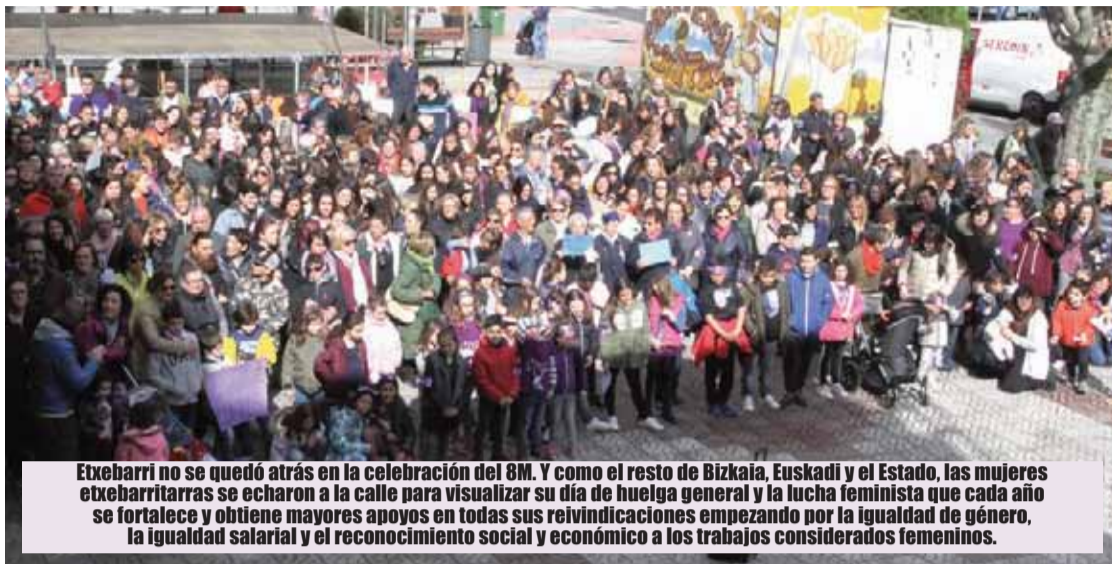 Etxebarri no se quedó atrás en la celebración del 8M. Y como el resto de Bizkaia, Euskadi y el Estado, las mujeres
etxebarritarras se echaron a la calle para visualizar su día de huelga general y la lucha feminista que cada año
se fortalece y obtiene mayores apoyos en todas sus reivindicaciones empezando por la igualdad de género,
la igualdad salarial y el reconocimiento social y económico a los trabajos considerados femeninos.